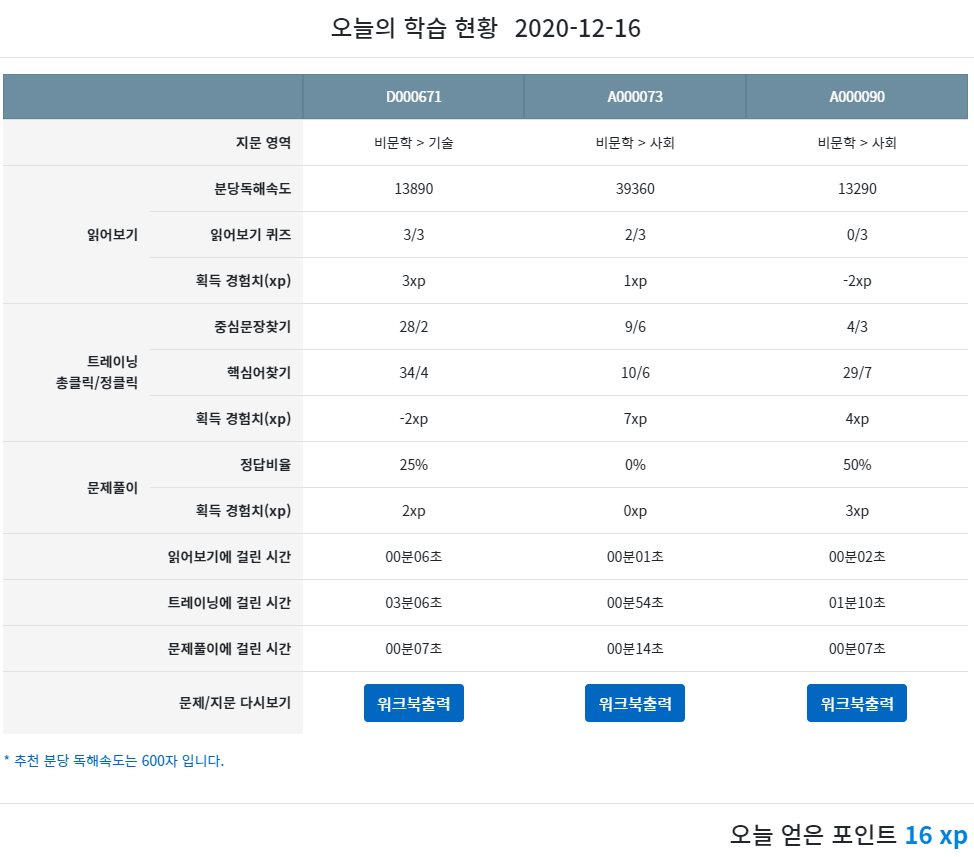 오늘의 학습 현황 2020-12-16
D000671 A000073 A000090
지문 영역 비문학 > 기술 비문학 > 사회 비문학 > 사회
분당독해속도 13890 39360 13290
읽어보기 읽어보기 퀴즈 3/3 2/3 0/3
획득 경험치(xp) 3xp 1xp -2xp
중심문장찾기 28/2 9/6 4/3
트레이닝
총클릭/정클릭 핵심어찾기 34/4 10/6 29/7
획득 경험치(xp) -2xp 7xp 4xp
정답비율 25% 0% 50%
문제풀이
획득 경험치(xp) 2xp 0xp 3xp
읽어보기에 걸린 시간 00분06초 00분01초 00분02초
트레이닝에 걸린 시간 03분06초 00분54초 01분10초
문제풀이에 걸린 시간 00분07초 00분14초 00분07초
문제/지문 다시보기 워크북출력 워크북출력 워크북출력
* 추천 분당 독해속도는 600자 입니다.
오늘 얻은 포인트 16 xp